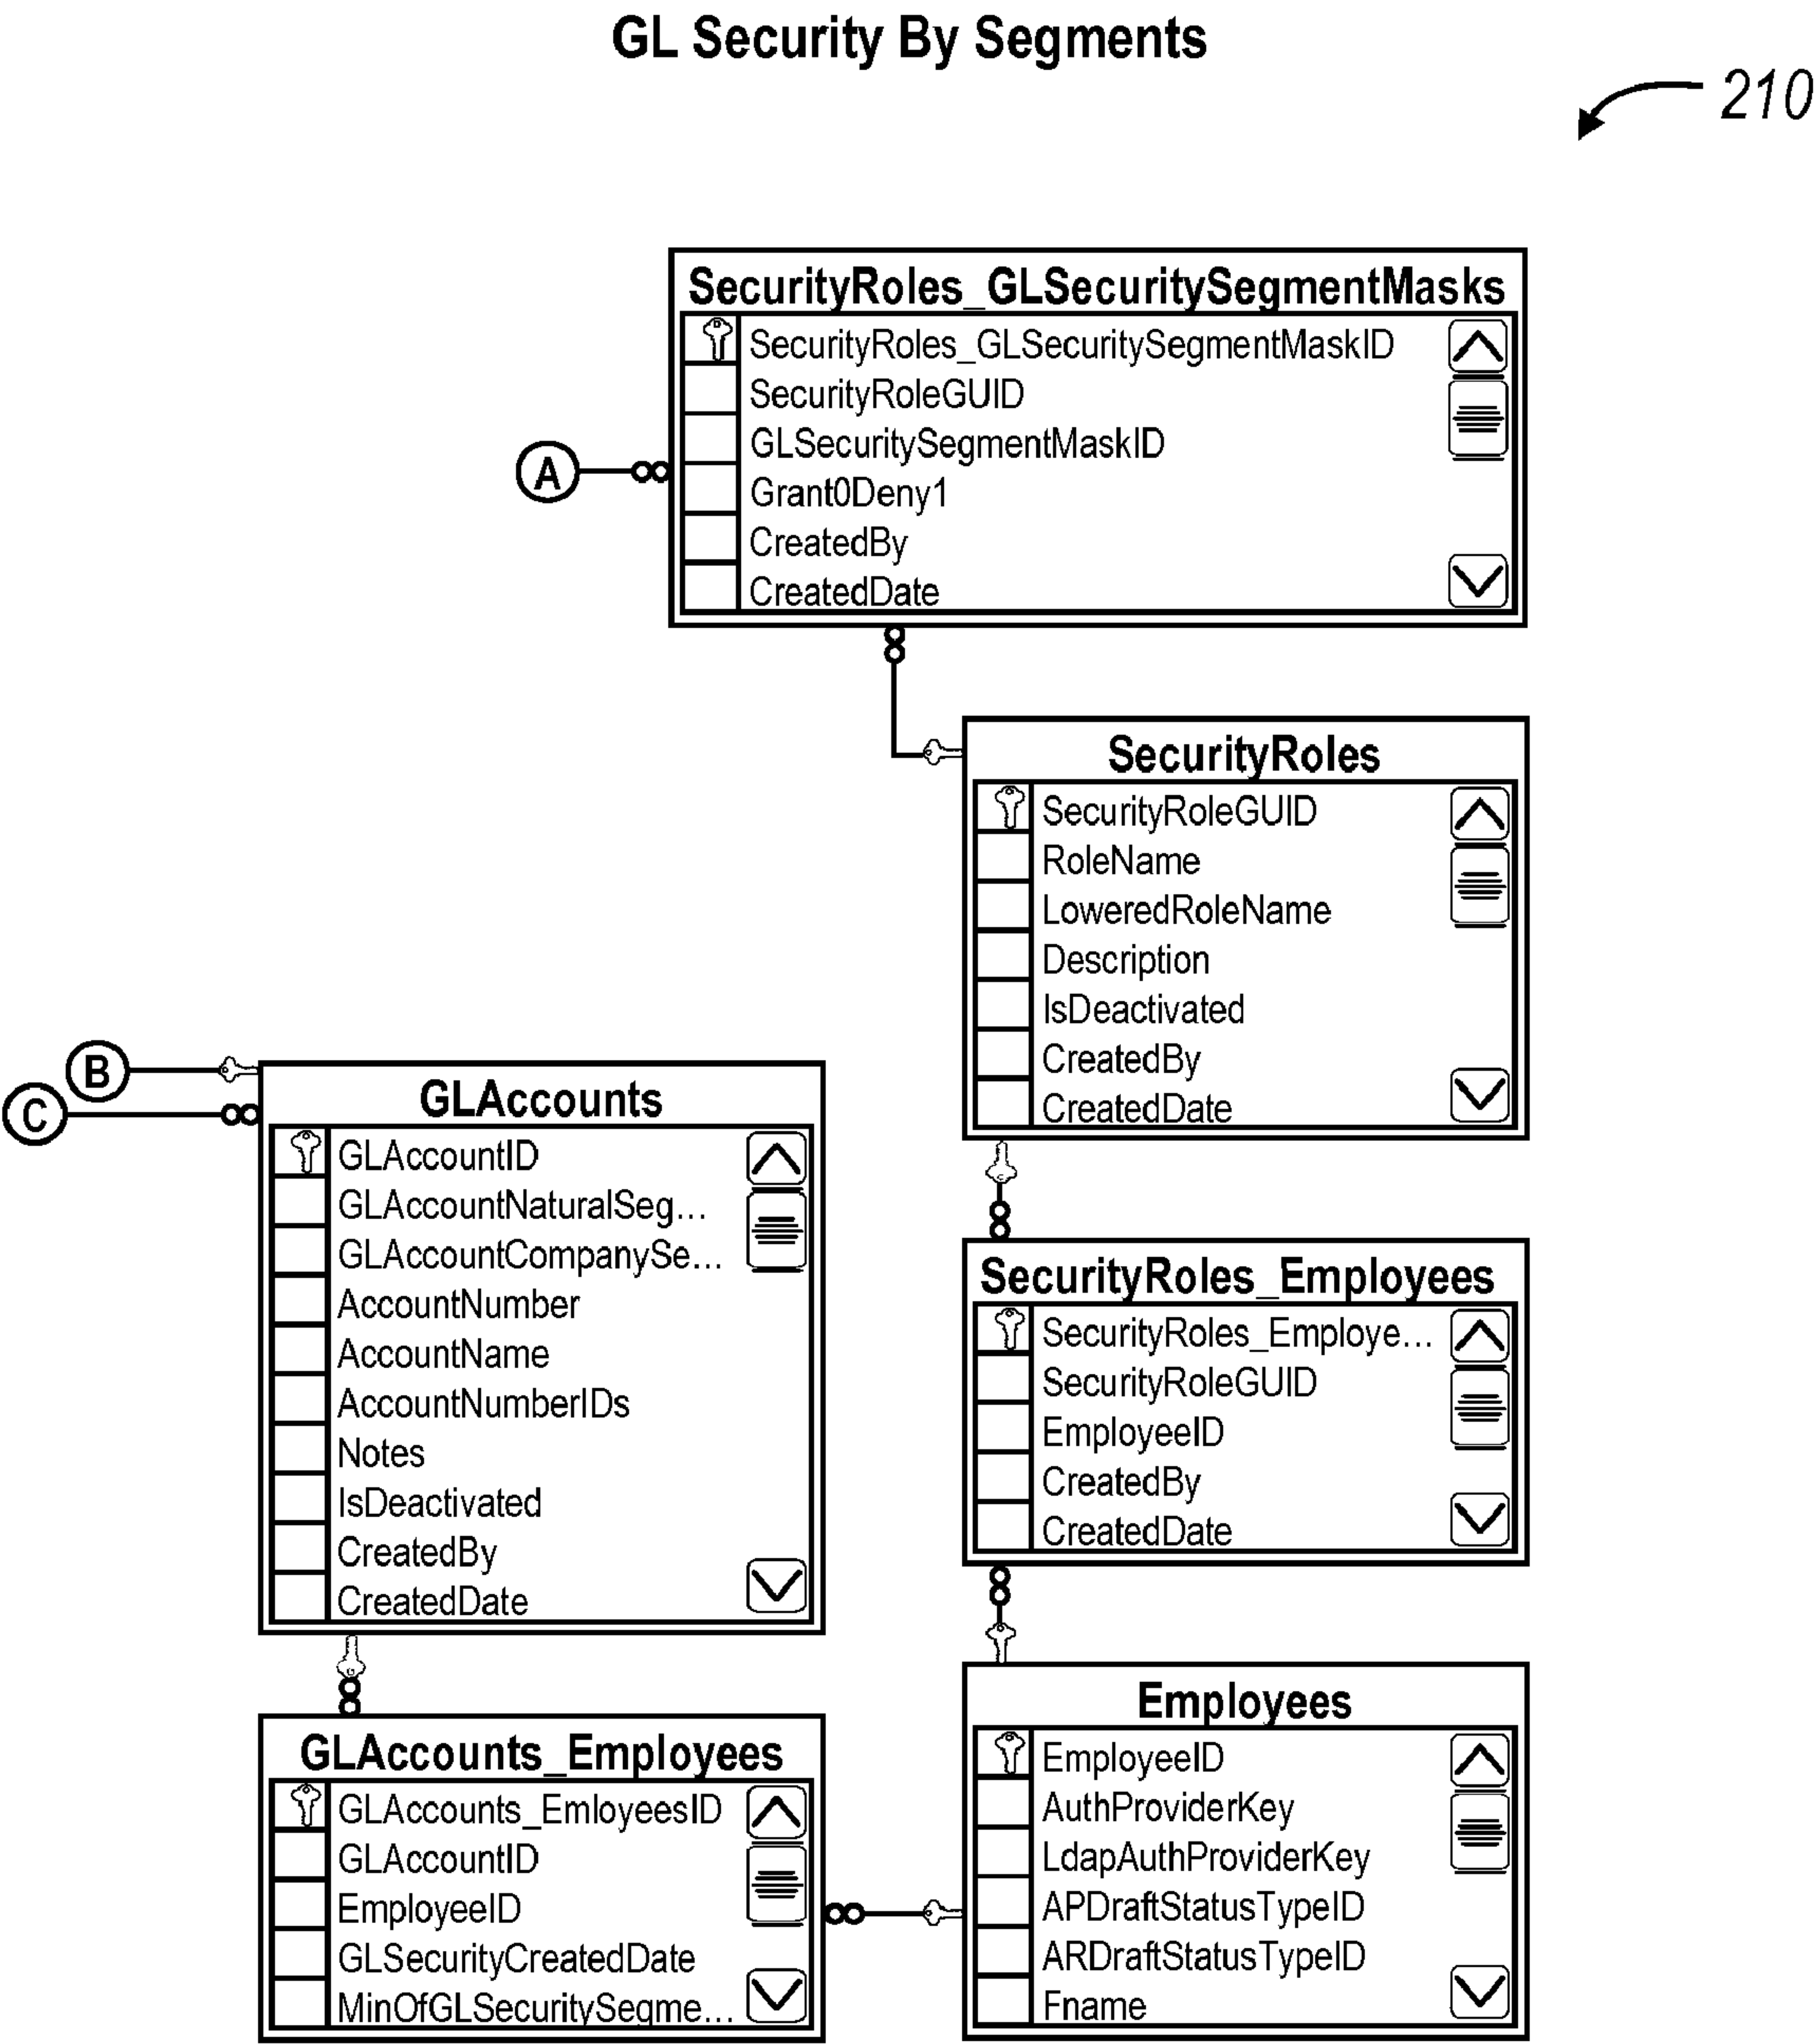 GL Security By Segments
210
SecurityRoles_GLSecuritySegmentMasks
SecurityRoles_GLSecuritySegmentMaskID
SecurityRoleGUID
GLSecuritySegmentMaskID
Grant0Deny1
CreatedBy
CreatedDate
A
SecurityRoles
SecurityRoleGUID
RoleName
LoweredRoleName
Description
IsDeactivated
CreatedBy
CreatedDate
B
C
GLAccounts
GLAccountID
GLAccountNaturalSeg...
GLAccountCompanySe...
AccountNumber
AccountName
AccountNumberIDs
Notes
IsDeactivated
CreatedBy
CreatedDate
SecurityRoles_Employees
SecurityRoles_Employe...
SecurityRoleGUID
EmployeeID
CreatedBy
CreatedDate
GLAccounts_Employees
GLAccounts_EmloyeesID
GLAccountID
EmployeeID
GLSecurityCreatedDate
MinOfGLSecuritySegme...
Employees
EmployeeID
AuthProviderKey
LdapAuthProviderKey
APDraftStatusTypeID
ARDraftStatusTypeID
Fname